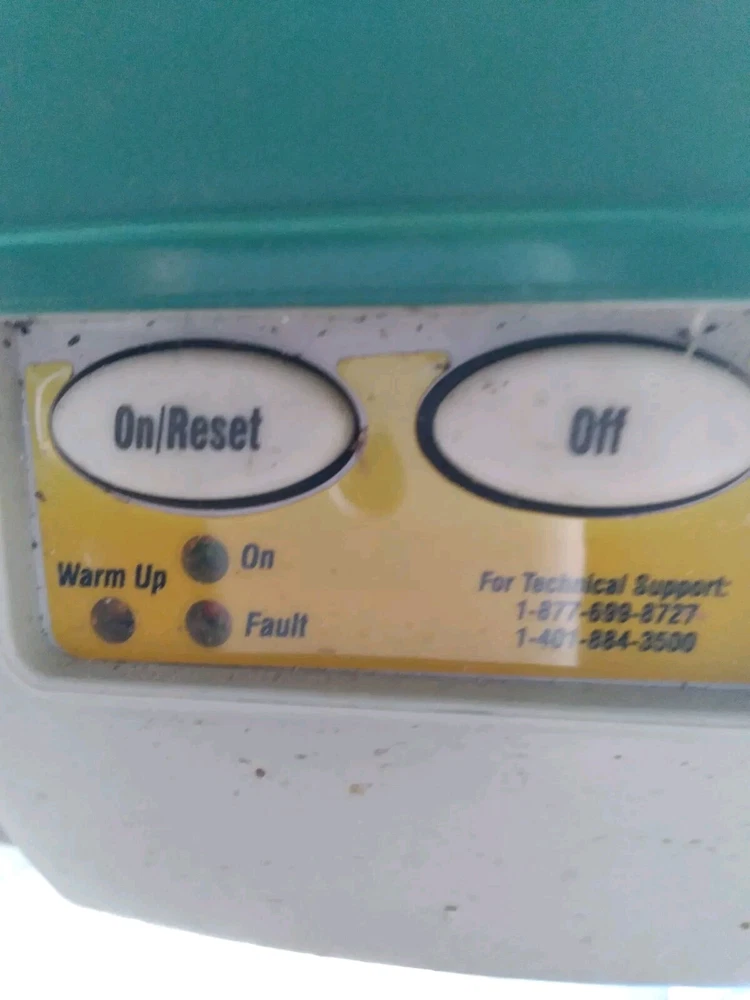 On/Reset
Off
On
Warm Up
Fault
For Technical Support:
1-877-699-8727
1-401-884-3500